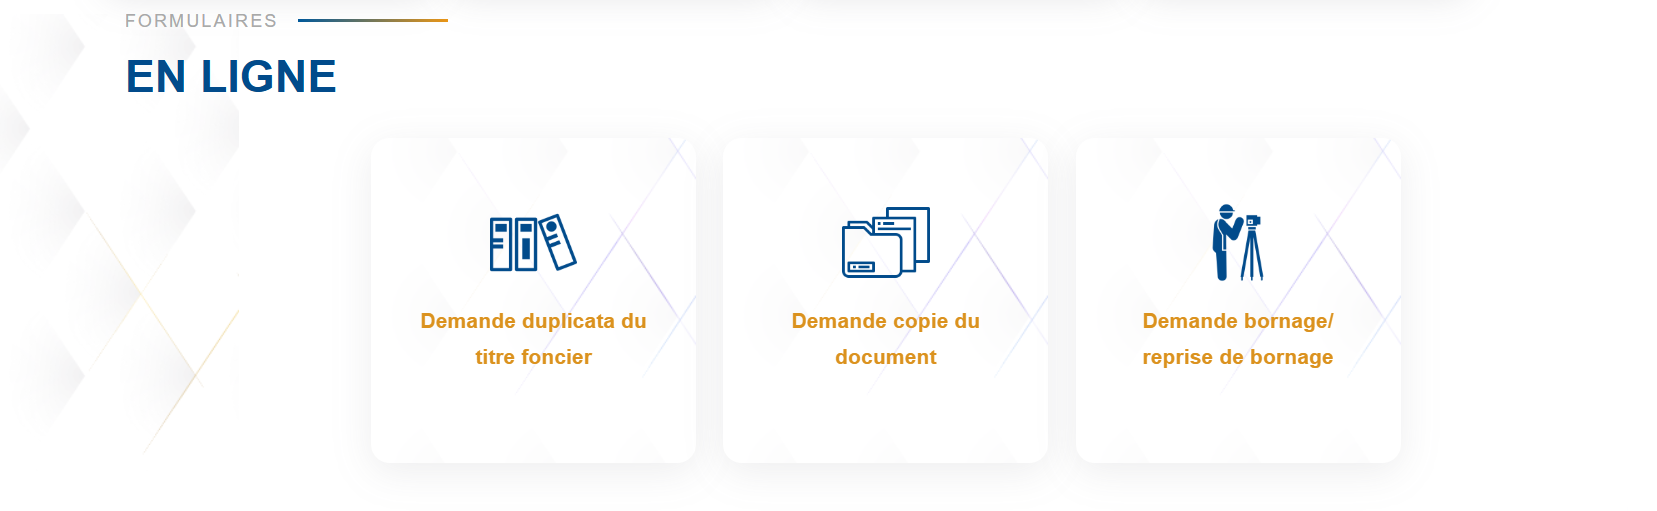 FORMULAIRES
EN LIGNE
Demande duplicata du
titre foncier
Demande copie du
document
Demande bornage/
reprise de bornage